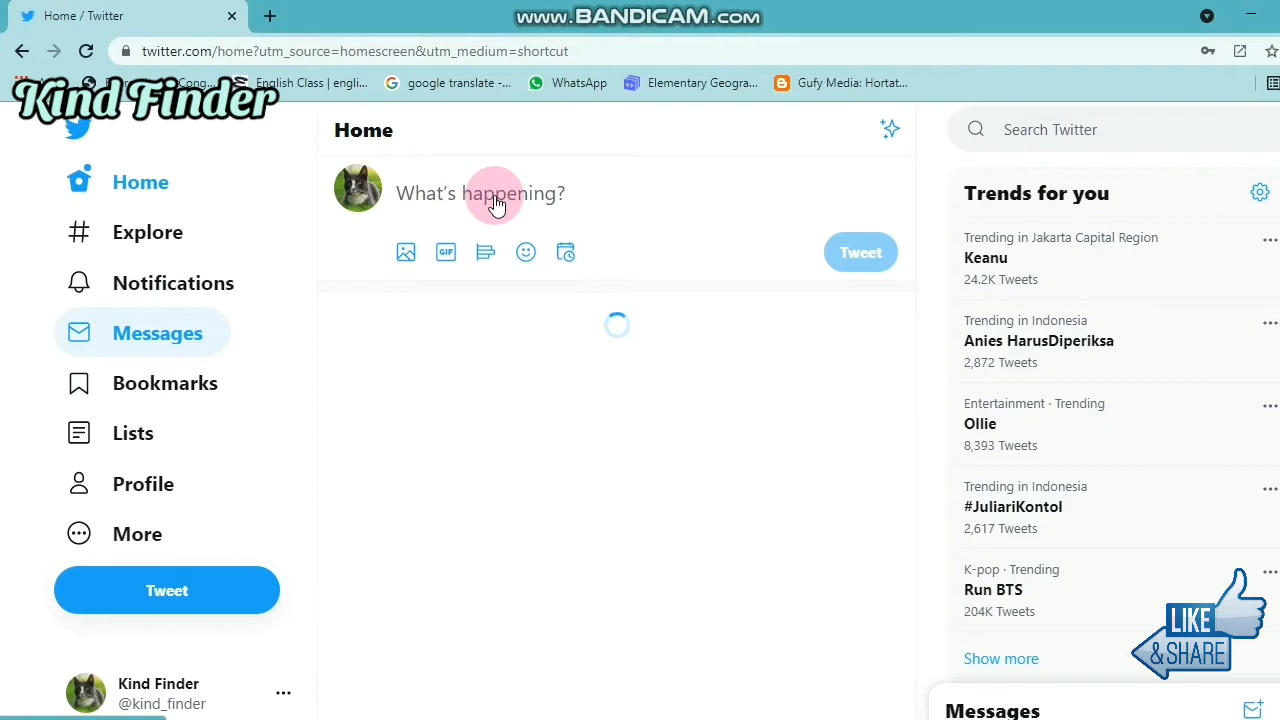 Home / Twitter
www.BANDICAM.com
twitter.com/home?utm_source=homescreen&utm_medium=shortcut
English Class | engli...
google translate -...
WhatsApp
Elementary Geogra...
Gufy Media: Hortat...
Kind Finder
Home
Explore
Notifications
Messages
Bookmarks
Lists
Profile
More
Tweet
Kind Finder
@kind_finder
Home
What's happening?
GIF
Tweet
Search Twitter
Trends for you
Trending in Jakarta Capital Region
Keanu
24.2K Tweets
Trending in Indonesia
Anies HarusDiperiksa
2,872 Tweets
Entertainment · Trending
Ollie
8,393 Tweets
Trending in Indonesia
#JuliariKontol
2,617 Tweets
K-pop · Trending
Run BTS
204K Tweets
Show more
LIKE
& SHARE
Messages